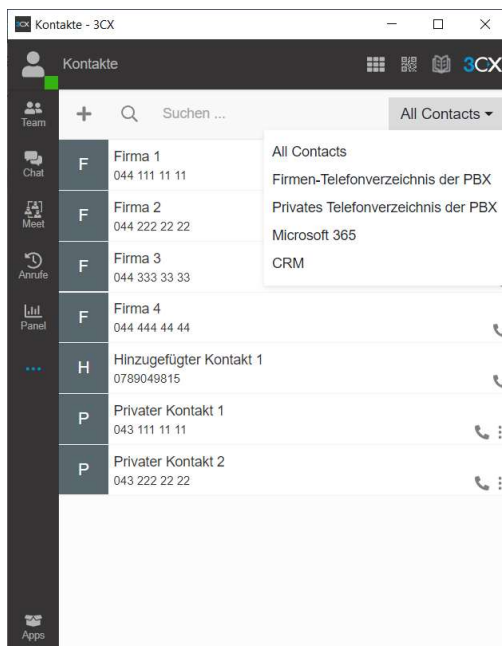 3CX Kontakte - 3CX
Kontakte
3CX
Team
Chat
Meet
Anrufe
Panel
Apps
Suchen ...
All Contacts
All Contacts
Firmen-Telefonverzeichnis der PBX
Privates Telefonverzeichnis der PBX
Microsoft 365
CRM
F
Firma 1
044 111 11 11
F
Firma 2
044 222 22 22
F
Firma 3
044 333 33 33
F
Firma 4
044 444 44 44
H
Hinzugefügter Kontakt 1
0789049815
P
Privater Kontakt 1
043 111 11 11
P
Privater Kontakt 2
043 222 22 22